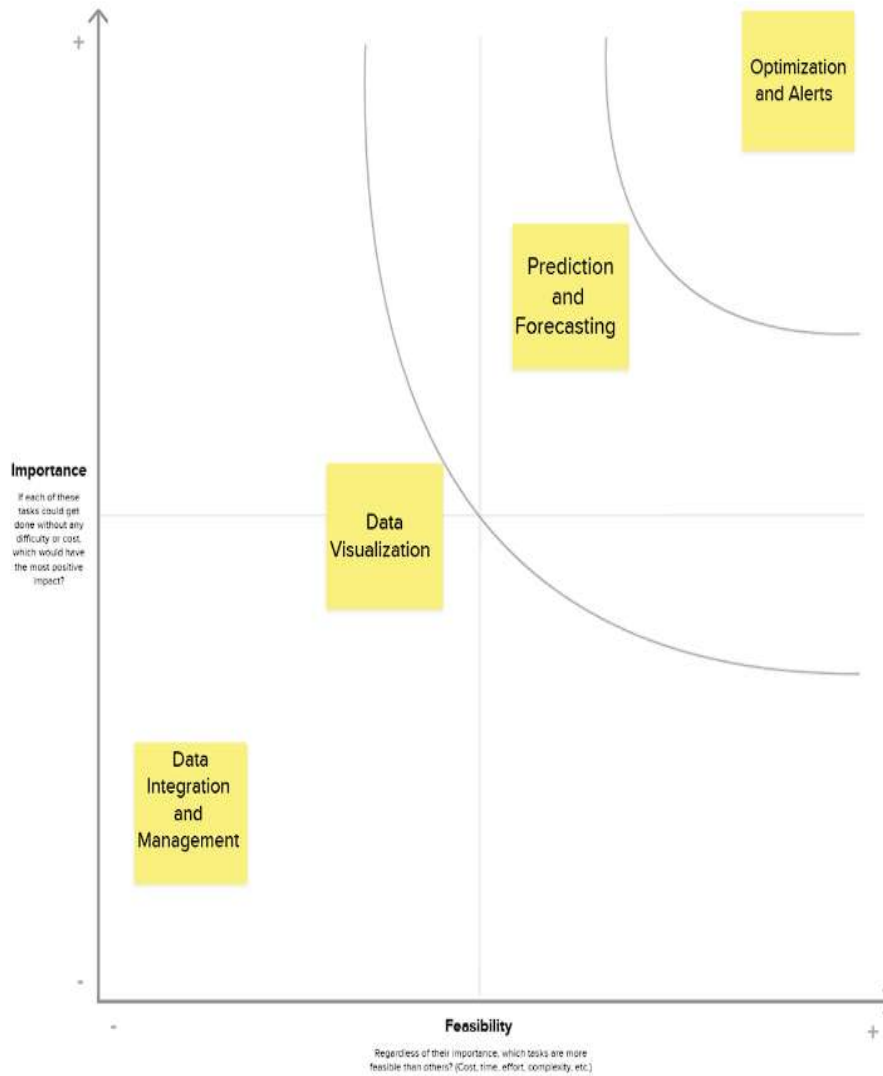 +
Optimization
and Alerts
Prediction
and
Forecasting
Importance
If each of these
tasks could get
done without any
difficulty or cost,
which would have
the most positive
impact?
Data
Visualization
Data
Integration
and
Management
-
-
Feasibility
+
Regardless of their importance, which tasks are more
feasible than others? (Cost, time, effort, complexity, etc.)